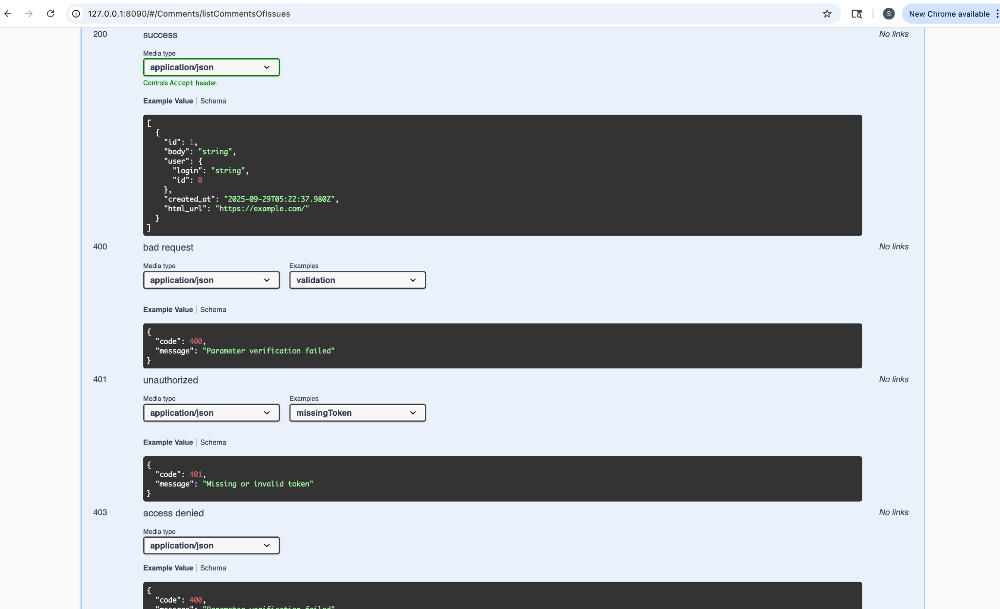 127.0.0.1:8090/#/Comments/listCommentsOfIssues
S
New Chrome available
200
success
No links
Media type
application/json
Controls Accept header.
Example Value
Schema
[
{
"id": 1,
"body": "string",
"user": {
"login": "string",
"id": 0
},
"created_at": "2025-09-29T05:22:37.980Z",
"html_url": "https://example.com/"
}
]
400
bad request
No links
Media type
Examples
application/json
validation
Example Value
Schema
{
"code": 400,
"message": "Parameter verification failed"
}
401
unauthorized
No links
Media type
Examples
application/json
missingToken
Example Value
Schema
{
"code": 401,
"message": "Missing or invalid token"
}
403
access denied
No links
Media type
application/json
Example Value
Schema
{
"code": 400,
"message": "Parameter verification failed"